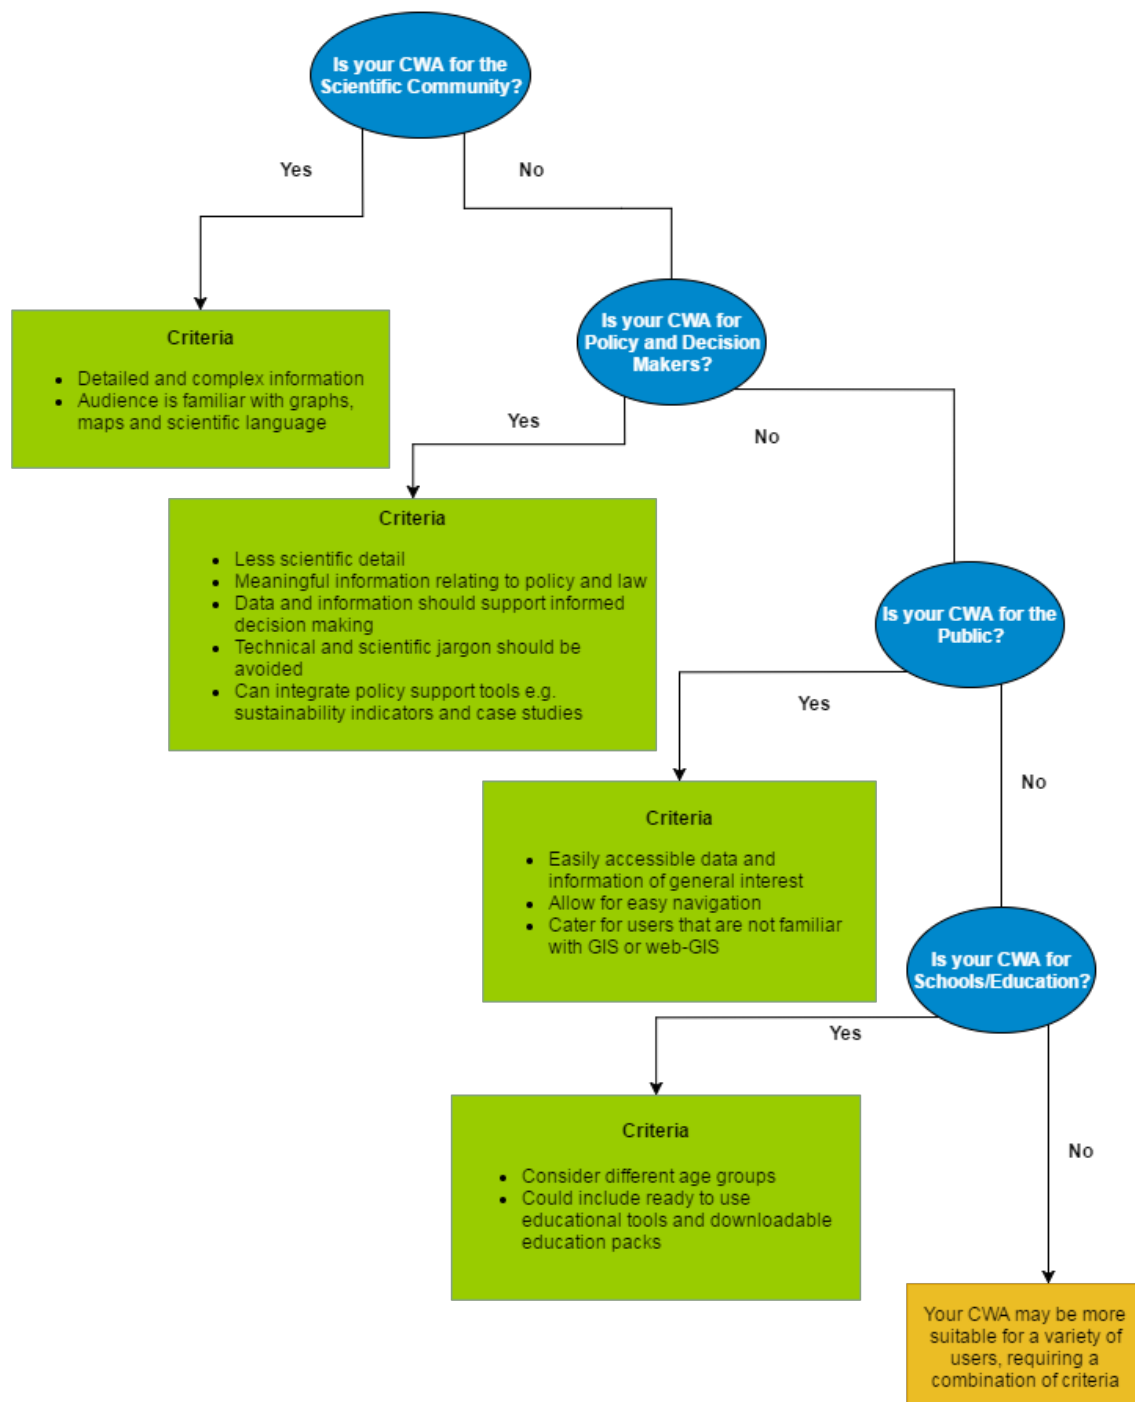 Is your CWA for the
Scientific Community?
Yes
No
Criteria
• Detailed and complex information
• Audience is familiar with graphs,
maps and scientific language
Is your CWA for
Policy and Decision
Makers?
Yes
No
Criteria
• Less scientific detail
• Meaningful information relating to policy and law
• Data and information should support informed
decision making
• Technical and scientific jargon should be
avoided
• Can integrate policy support tools e.g.
sustainability indicators and case studies
Is your CWA for the
Public?
Yes
No
Criteria
• Easily accessible data and
information of general interest
• Allow for easy navigation
• Cater for users that are not familiar
with GIS or web-GIS
Is your CWA for
Schools/Education?
Yes
No
Criteria
• Consider different age groups
• Could include ready to use
educational tools and downloadable
education packs
Your CWA may be more
suitable for a variety of
users, requiring a
combination of criteria